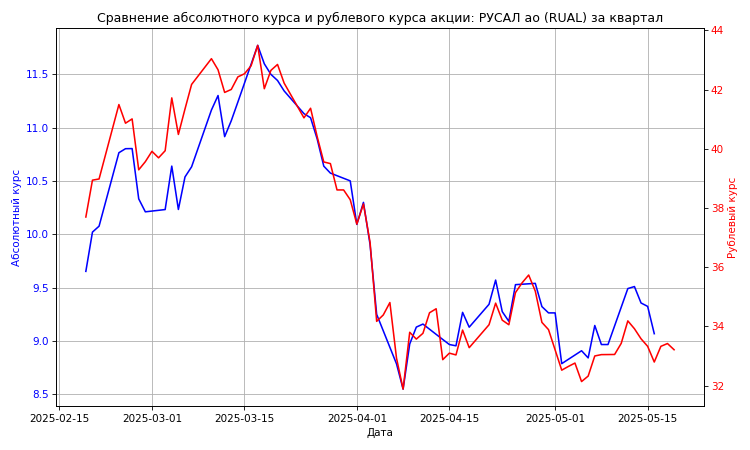 Сравнение абсолютного курса и рублевого курса акции: РУСАЛ ао (RUAL) за квартал
Абсолютный курс
11.5
11.0
10.5
10.0
9.5
9.0
8.5
44
42
40
38
36
34
32
Рублевый курс
2025-02-15 2025-03-01 2025-03-15 2025-04-01 2025-04-15 2025-05-01 2025-05-15
Дата